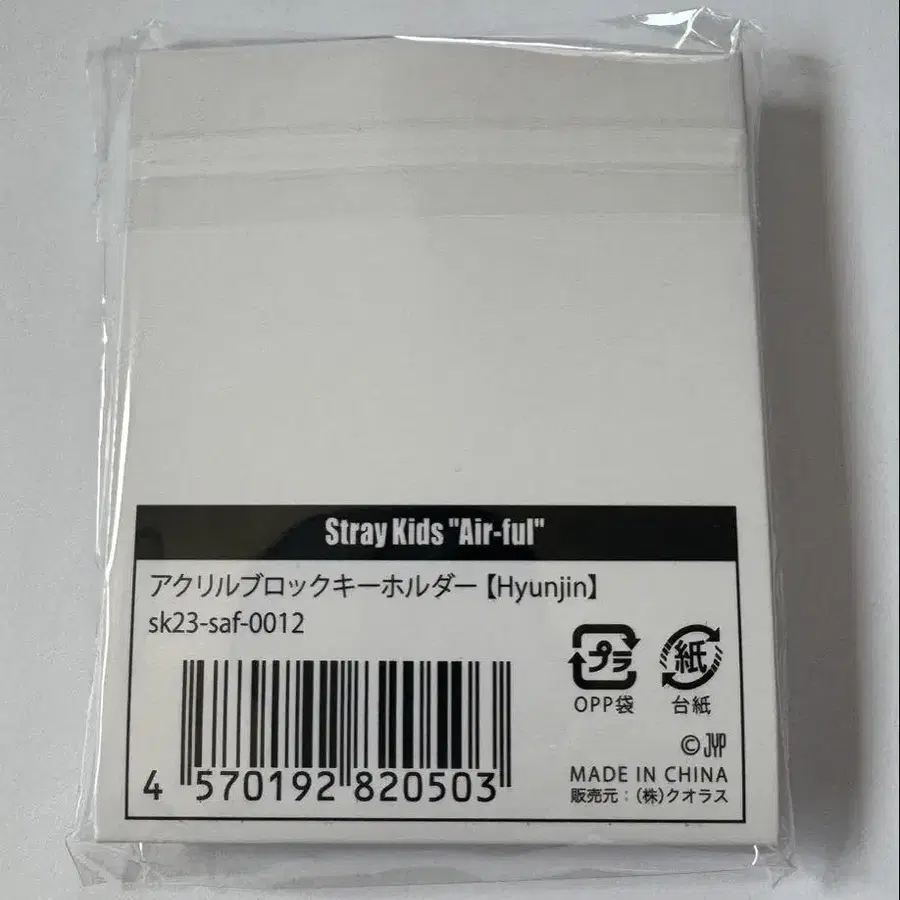 Stray Kids "Air-ful"
アクリルブロックキーホルダー【Hyunjin】
sk23-saf-0012
プラ 紙
OPP袋 台紙
© JYP
4 570192 820503
MADE IN CHINA
販売元：（株）クオラス